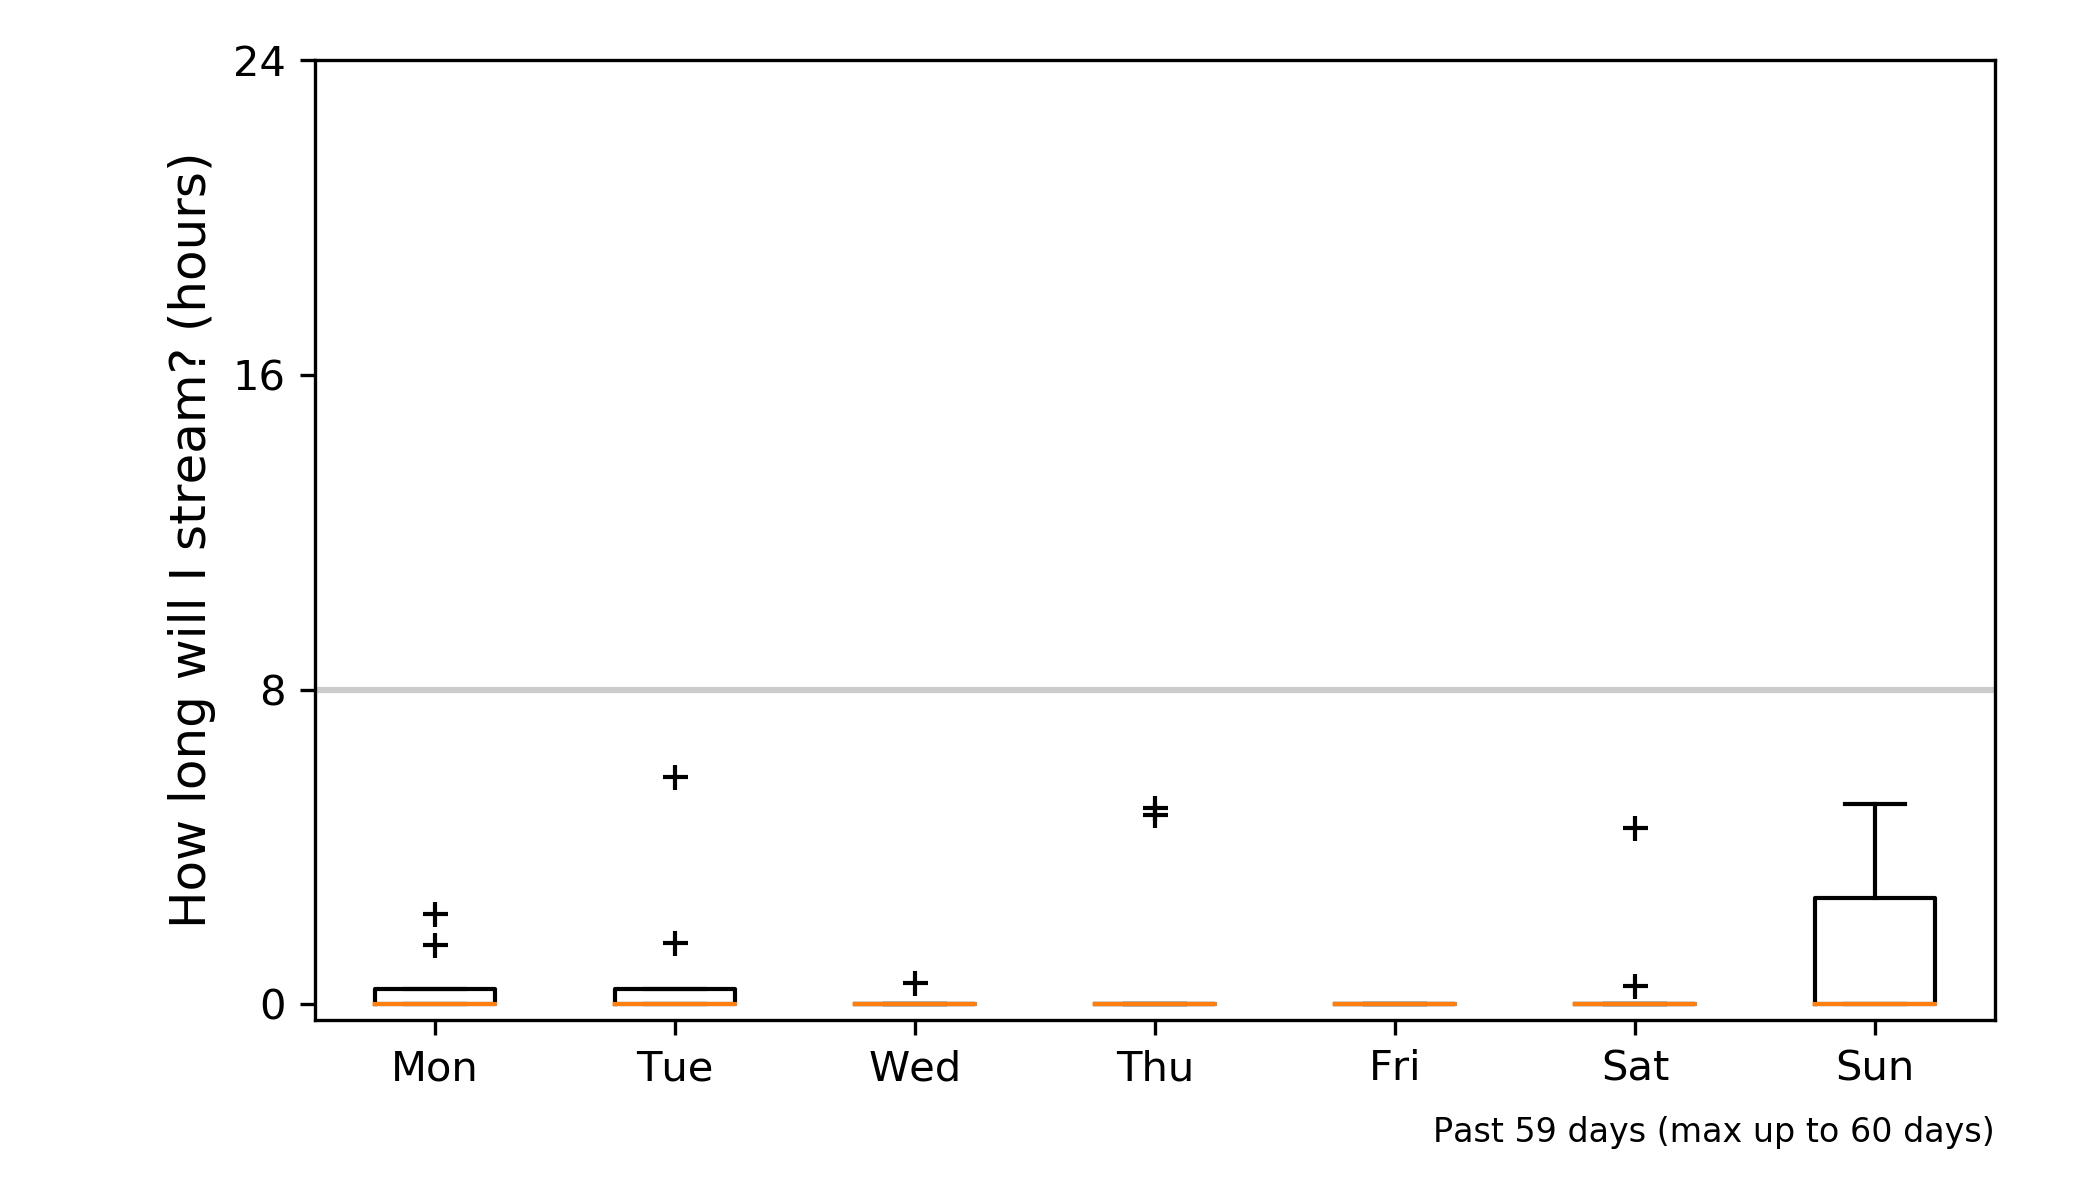 How long will I stream? (hours)
24
16
8
0
Mon Tue Wed Thu Fri Sat Sun
Past 59 days (max up to 60 days)